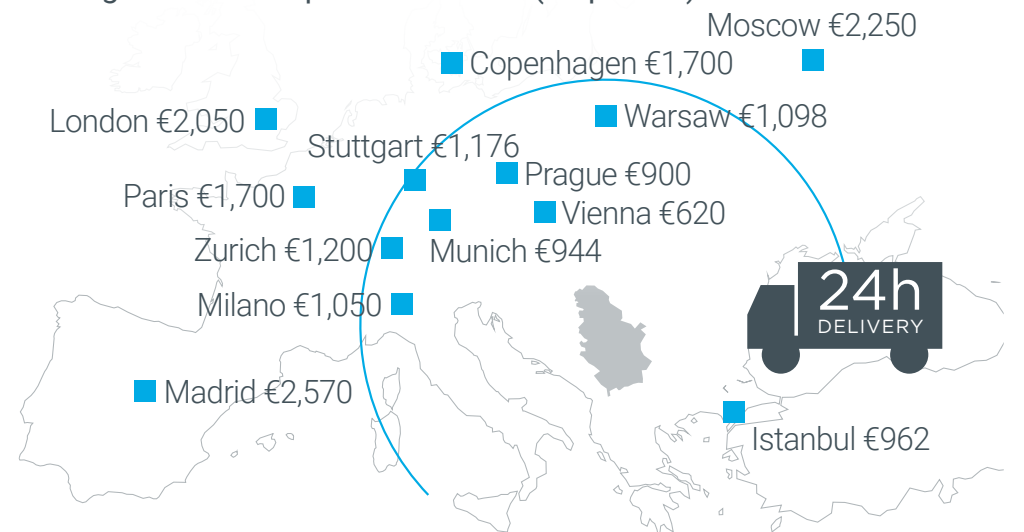 Moscow €2,250
Copenhagen €1,700
London €2,050
Warsaw €1,098
Stuttgart €1,176
Prague €900
Paris €1,700
Vienna €620
Zurich €1,200
Munich €944
24h
DELIVERY
Milano €1,050
Madrid €2,570
Istanbul €962